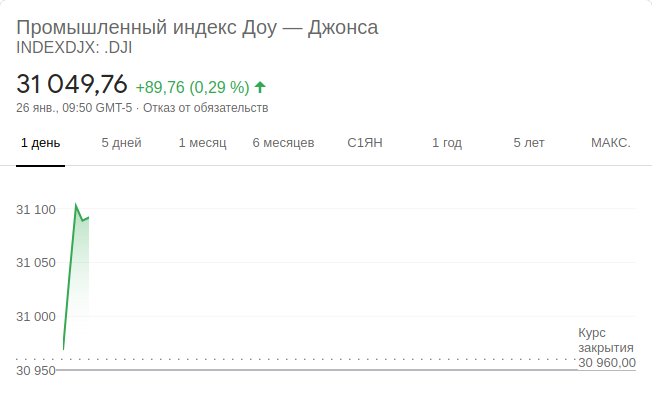 Промышленный индекс Доу — Джонса
INDEXDJX: .DJI
31 049,76 +89,76 (0,29 %)
26 янв., 09:50 GMT-5 · Отказ от обязательств
1 день 5 дней 1 месяц 6 месяцев С1ЯН 1 год 5 лет МАКС.
31 100
31 050
31 000
30 950
Курс
закрытия
30 960,00